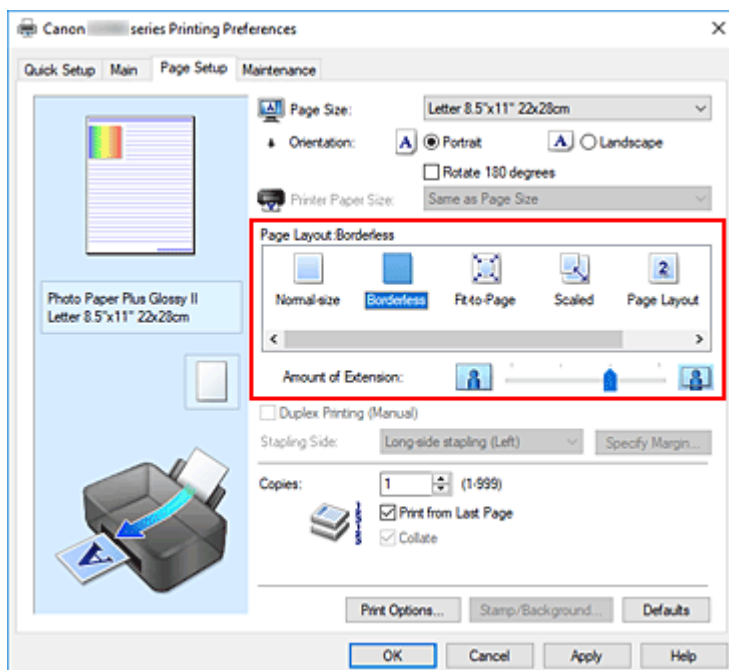 Canon series Printing Preferences
Quick Setup Main Page Setup Maintenance
Page Size: Letter 8.5"x11" 22x28cm
Orientation: A Portrait A Landscape
Rotate 180 degrees
Printer Paper Size: Same as Page Size
Page Layout:Borderless
2
Normal-size Borderless Fit-to-Page Scaled Page Layout
Photo Paper Plus Glossy II
Letter 8.5"x11" 22x28cm
Amount of Extension:
Duplex Printing (Manual)
Stapling Side: Long-side stapling (Left) Specify Margin...
Copies: 1 (1-999)
Print from Last Page
Collate
A
Print Options... Stamp/Background... Defaults
OK Cancel Apply Help